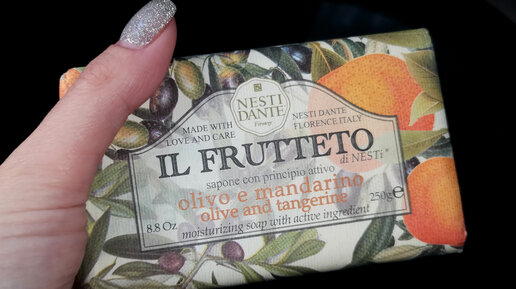 NESTI
DANTE
Firenze
MADE WITH
LOVE AND CARE
NESTI DANTE
FLORENCE ITALY
IL FRUTTETO
di NESTI®
sapone con principio attivo
olivo e mandarino
olive and tangerine
8.8 Oz
250g℮
moisturizing soap with active ingredient